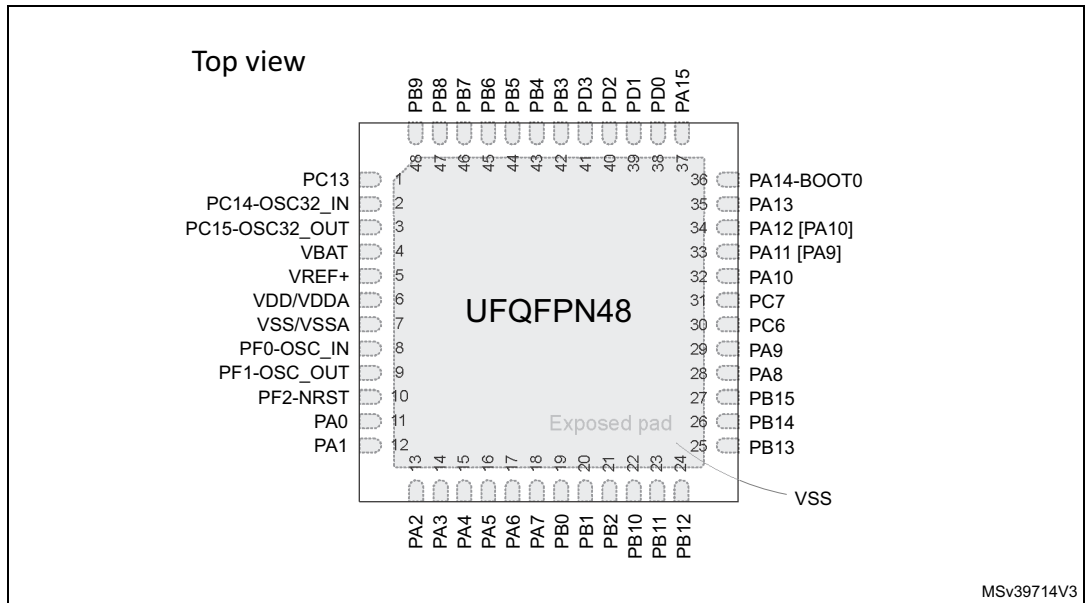 Top view
PB9
PB8
PB7
PB6
PB5
PB4
PB3
PD3
PD2
PD1
PD0
PA15
48
47
46
45
44
43
42
41
40
39
38
37
PC13 1
PC14-OSC32_IN 2
PC15-OSC32_OUT 3
VBAT 4
VREF+ 5
VDD/VDDA 6
VSS/VSSA 7
PF0-OSC_IN 8
PF1-OSC_OUT 9
PF2-NRST 10
PA0 11
PA1 12
UFQFPN48
Exposed pad
36 PA14-BOOT0
35 PA13
34 PA12 [PA10]
33 PA11 [PA9]
32 PA10
31 PC7
30 PC6
29 PA9
28 PA8
27 PB15
26 PB14
25 PB13
VSS
13
14
15
16
17
18
19
20
21
22
23
24
PA2
PA3
PA4
PA5
PA6
PA7
PB0
PB1
PB2
PB10
PB11
PB12
MSv39714V3